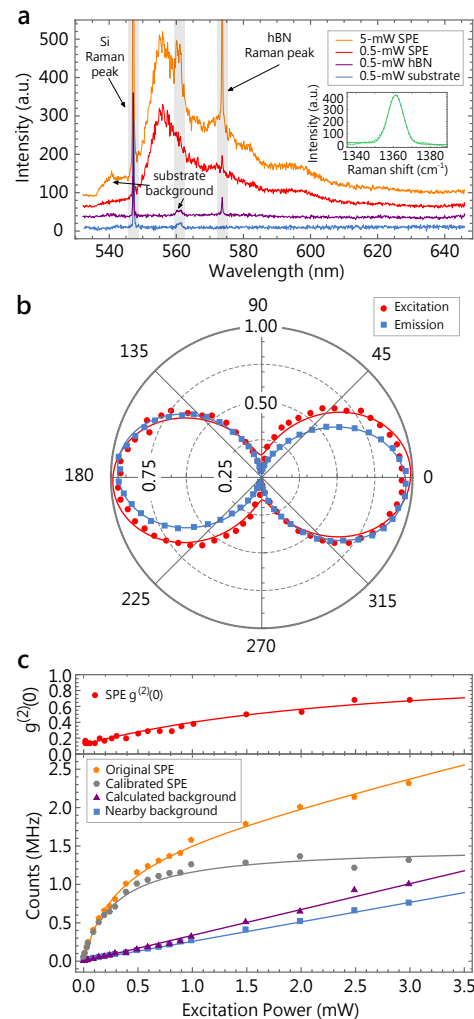 a
Si
Raman
peak
hBN
Raman peak
5-mW SPE
0.5-mW SPE
0.5-mW hBN
0.5-mW substrate
substrate
background
Intensity (a.u.)
500
400
300
200
100
0
540
560
580
600
620
640
Wavelength (nm)
Intensity (a.u.)
400
200
0
1340
1360
1380
Raman shift (cm⁻¹)
b
90
Excitation
Emission
1.00
135
45
0.50
180
0.75
0.25
0
225
315
270
c
g⁽²⁾(0)
1.0
0.8
0.6
0.4
0.2
0.0
SPE g⁽²⁾(0)
Counts (MHz)
2.5
2.0
1.5
1.0
0.5
0.0
Original SPE
Calibrated SPE
Calculated background
Nearby background
0.0
0.5
1.0
1.5
2.0
2.5
3.0
3.5
Excitation Power (mW)